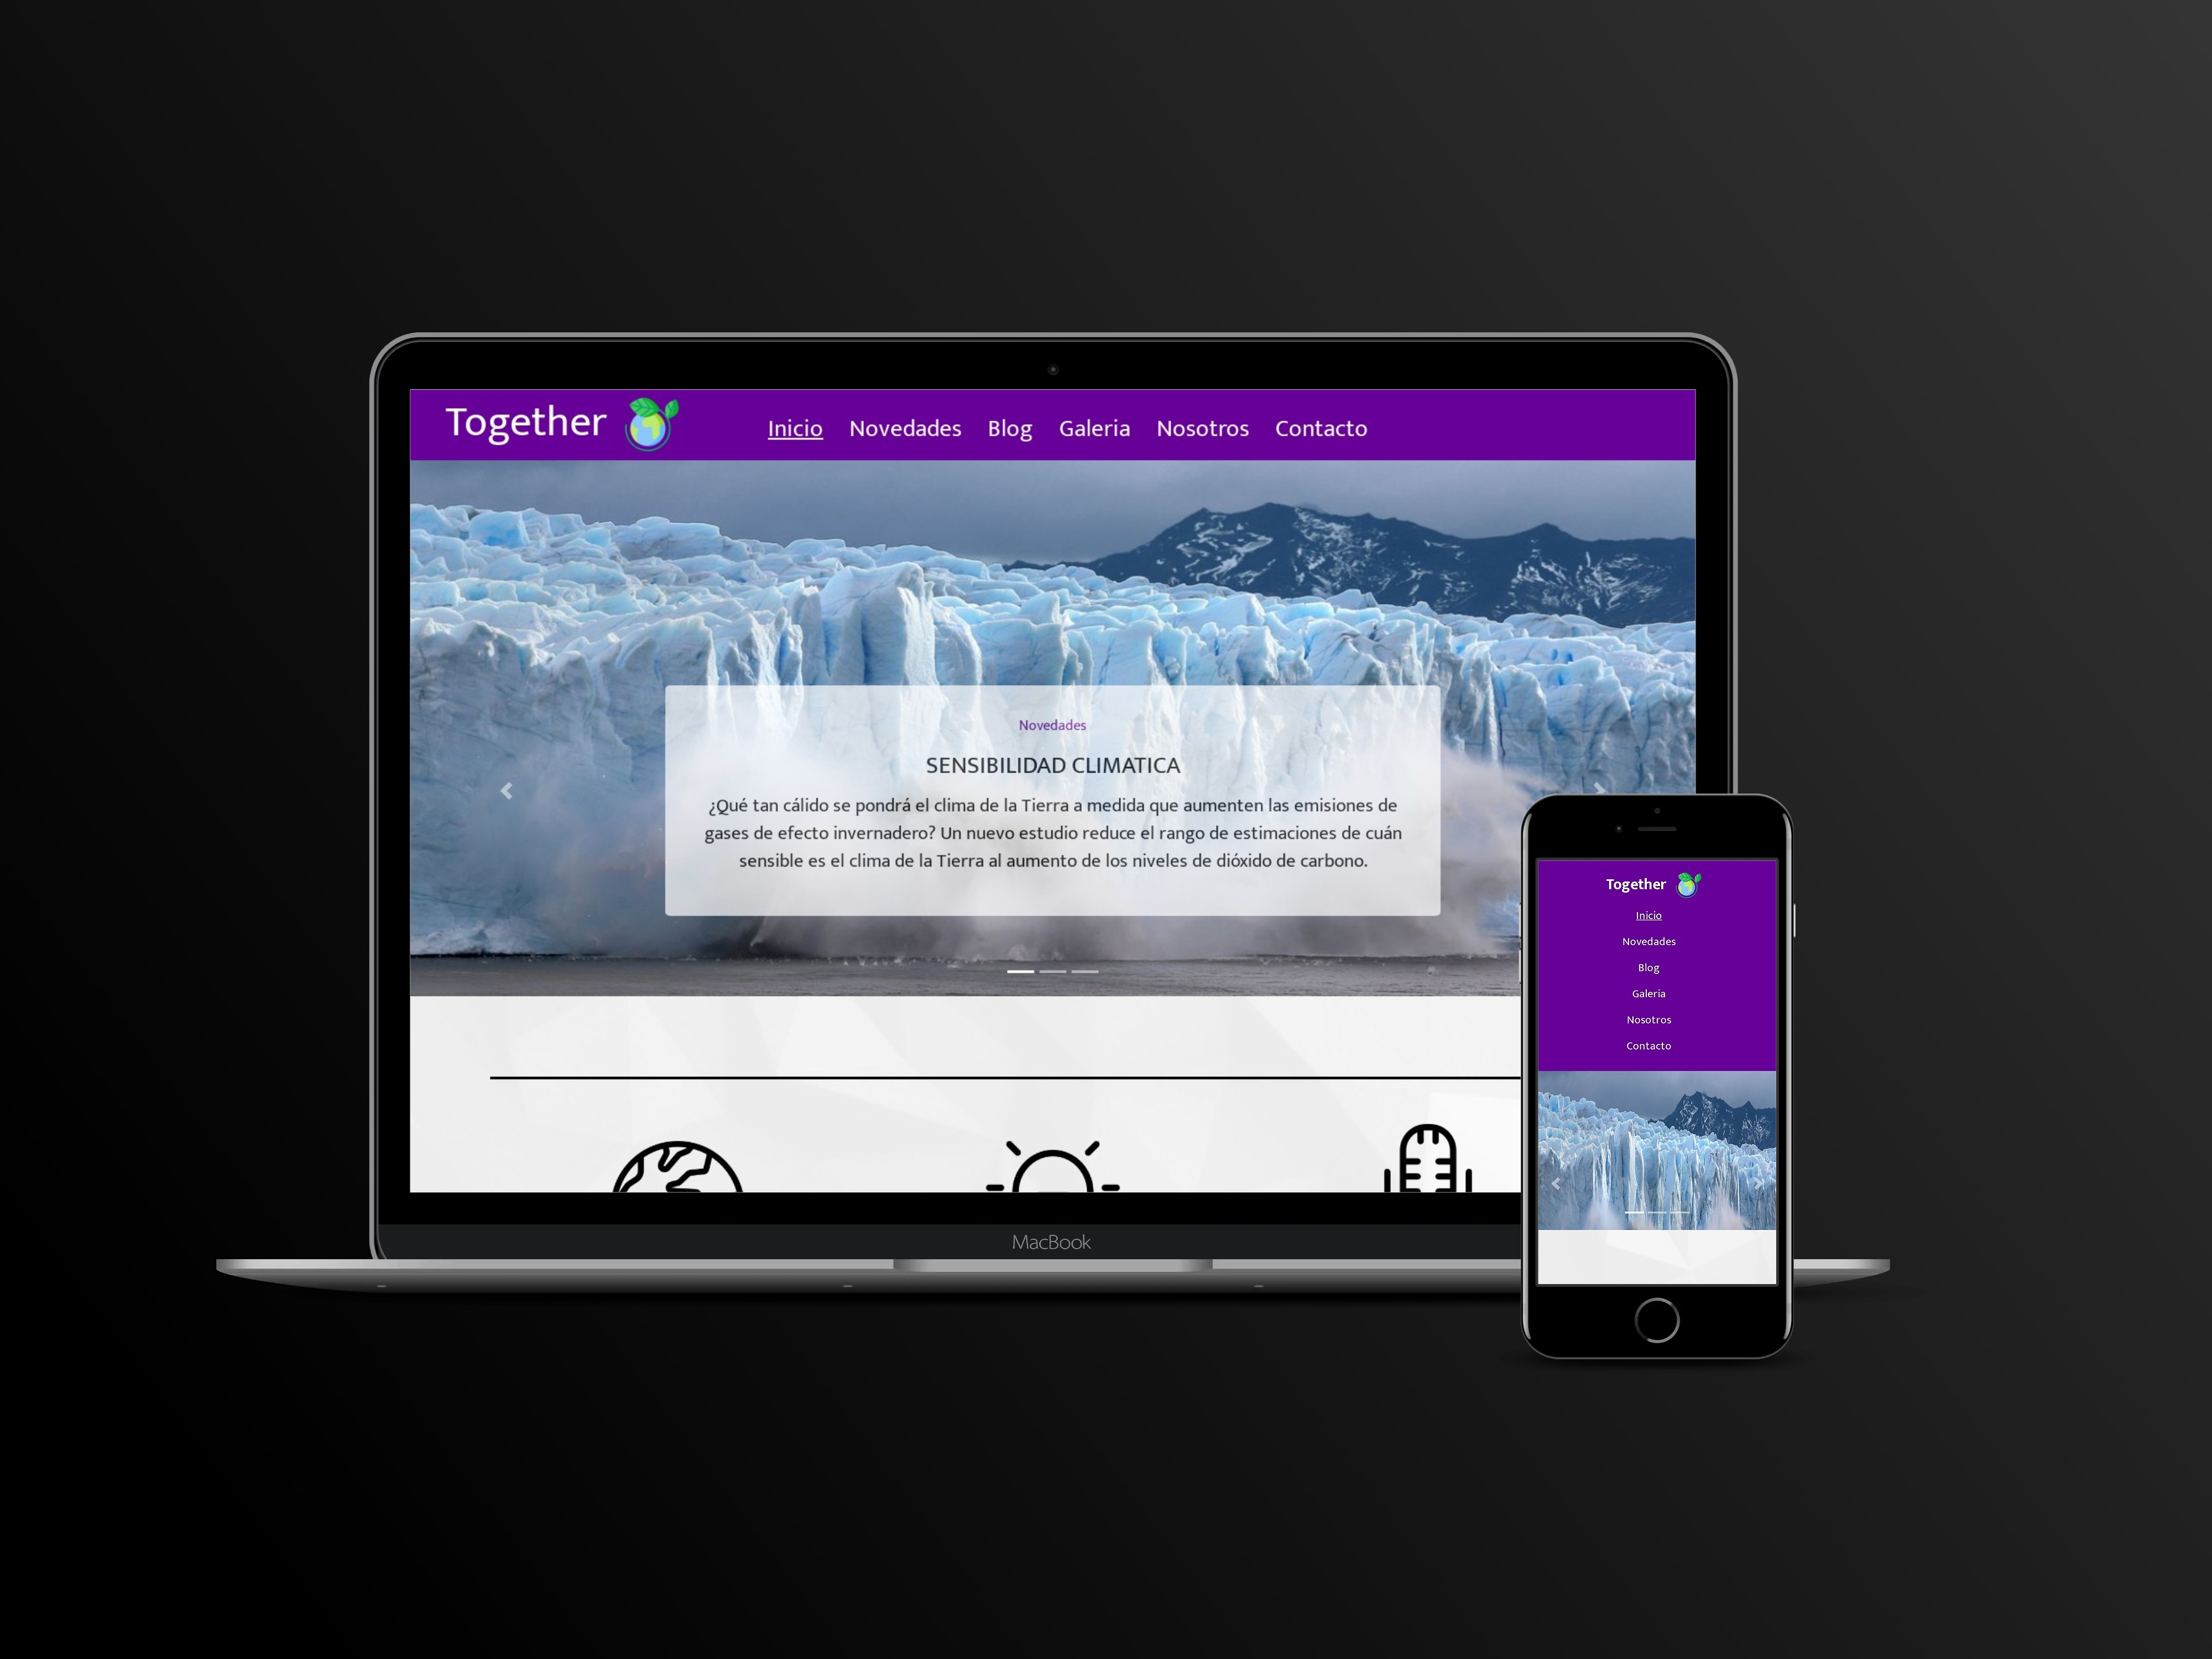 Together
Inicio Novedades Blog Galeria Nosotros Contacto
Novedades
SENSIBILIDAD CLIMATICA
¿Qué tan cálido se pondrá el clima de la Tierra a medida que aumenten las emisiones de
gases de efecto invernadero? Un nuevo estudio reduce el rango de estimaciones de cuán
sensible es el clima de la Tierra al aumento de los niveles de dióxido de carbono.
MacBook
Together
Inicio
Novedades
Blog
Galeria
Nosotros
Contacto